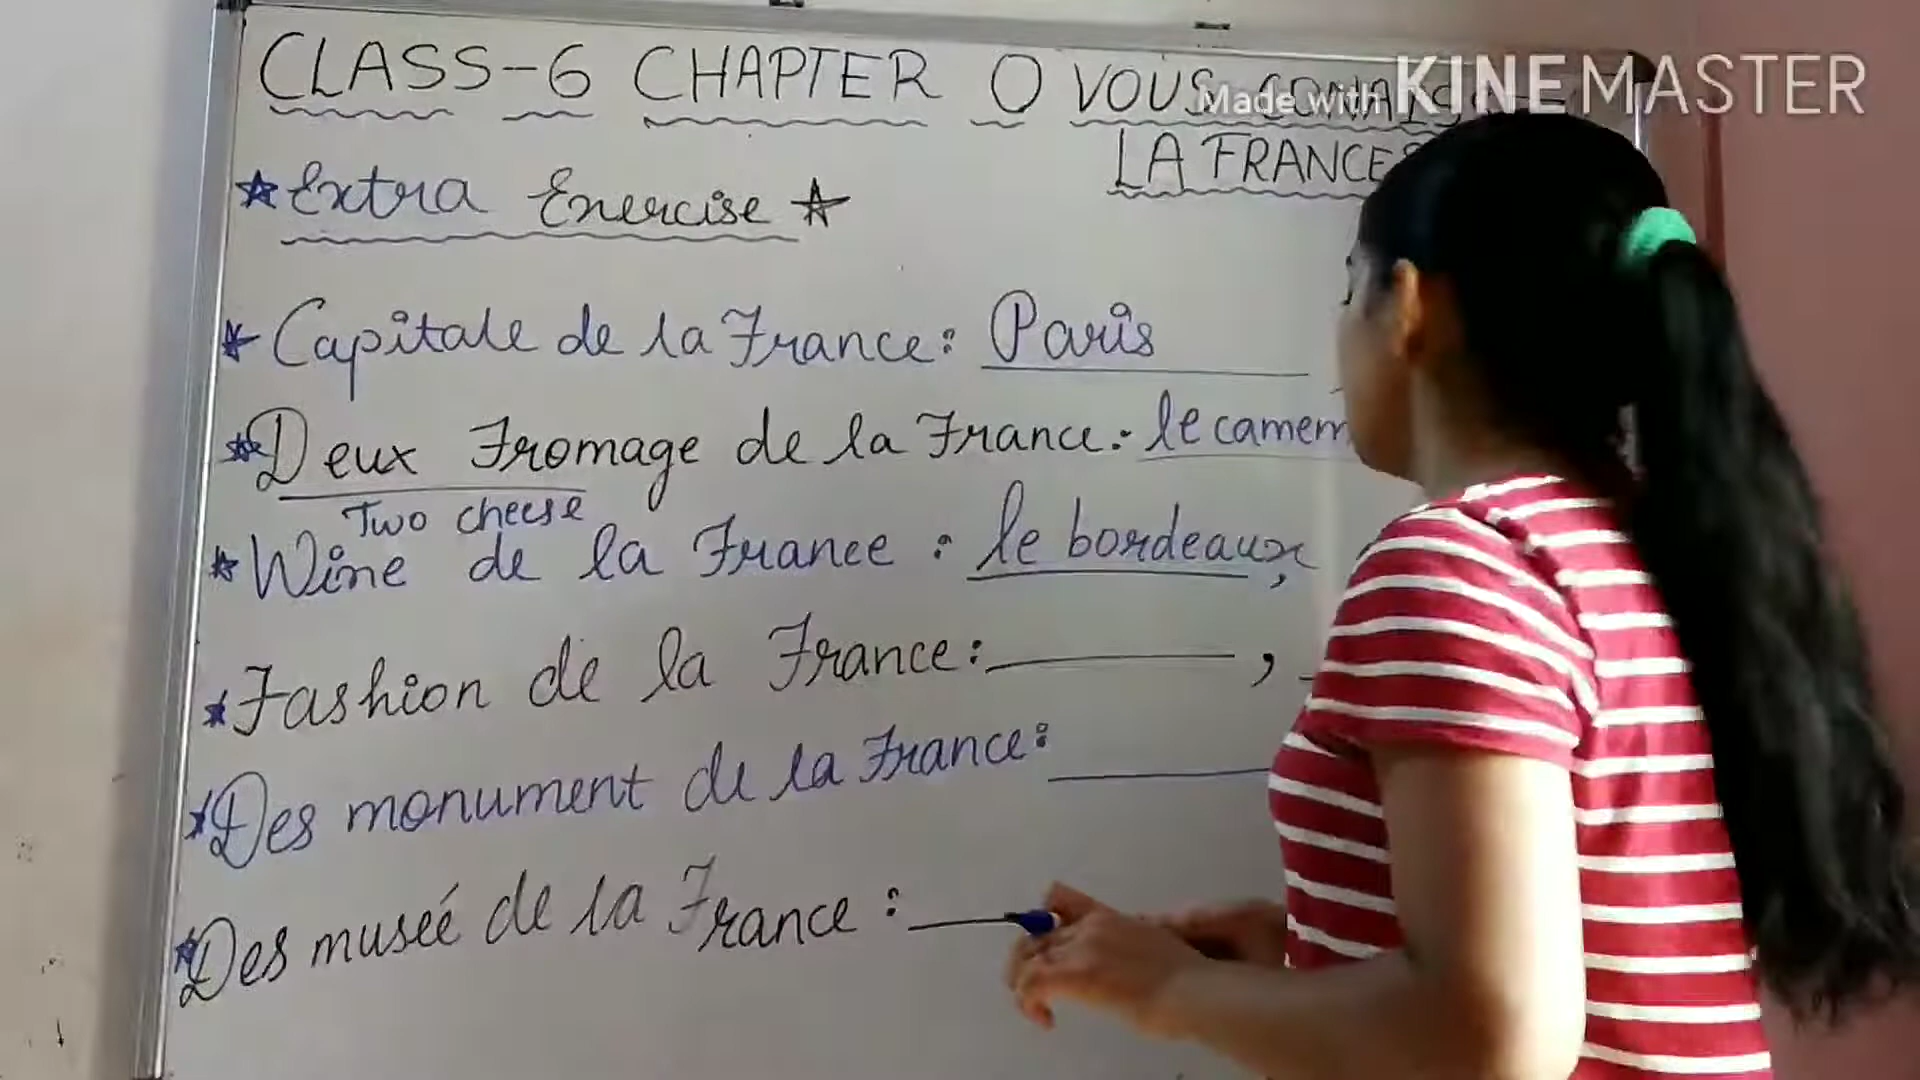 CLASS-6 CHAPTER 0 VOUS
LA FRANCE
Made with KINEMASTER
★ Extra Exercise ★
Capitale de la France: Paris
Deux Fromage de la France: le camem
Two cheese
Wine de la France : le bordeaux,
Fashion de la France: ,
Des monument de la France:
Des museé de la France :